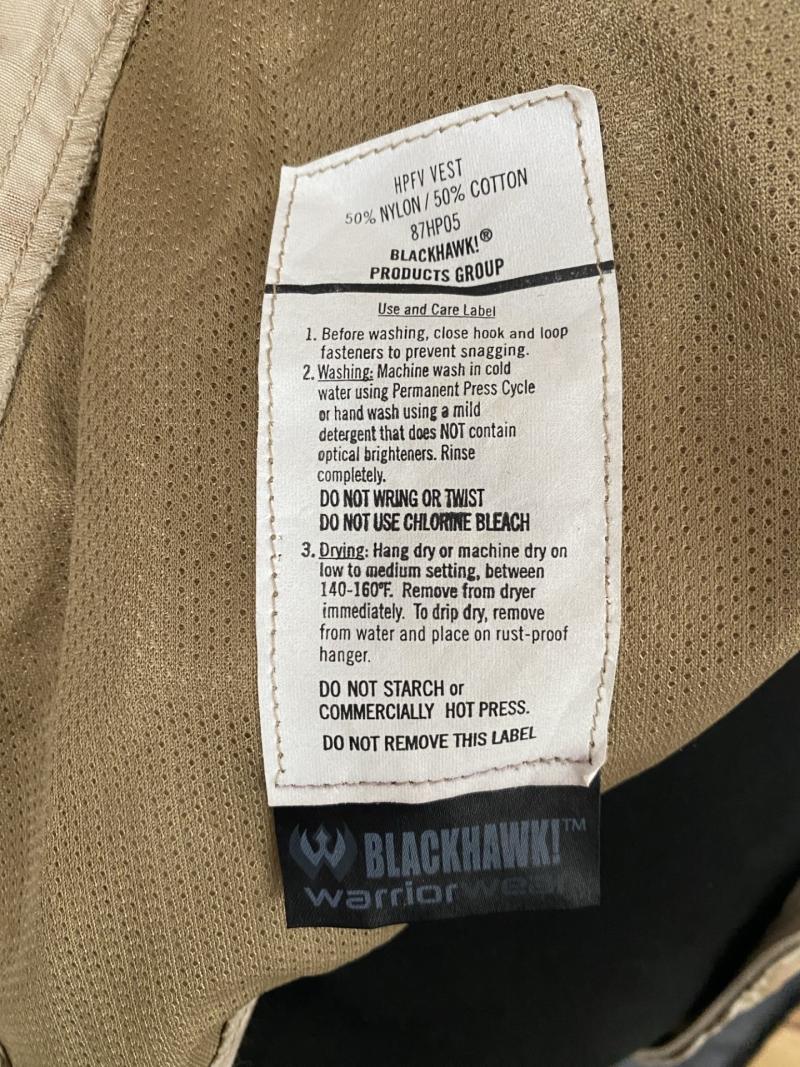 HPFV VEST
50% NYLON / 50% COTTON
87HP05
BLACKHAWK!®
PRODUCTS GROUP
Use and Care Label
1. Before washing, close hook and loop
fasteners to prevent snagging.
2. Washing: Machine wash in cold
water using Permanent Press Cycle
or hand wash using a mild
detergent that does NOT contain
optical brighteners. Rinse
completely.
DO NOT WRING OR TWIST
DO NOT USE CHLORINE BLEACH
3. Drying: Hang dry or machine dry on
low to medium setting, between
140-160°F. Remove from dryer
immediately. To drip dry, remove
from water and place on rust-proof
hanger.
DO NOT STARCH or
COMMERCIALLY HOT PRESS.
DO NOT REMOVE THIS LABEL
BLACKHAWK!™
warrior wear